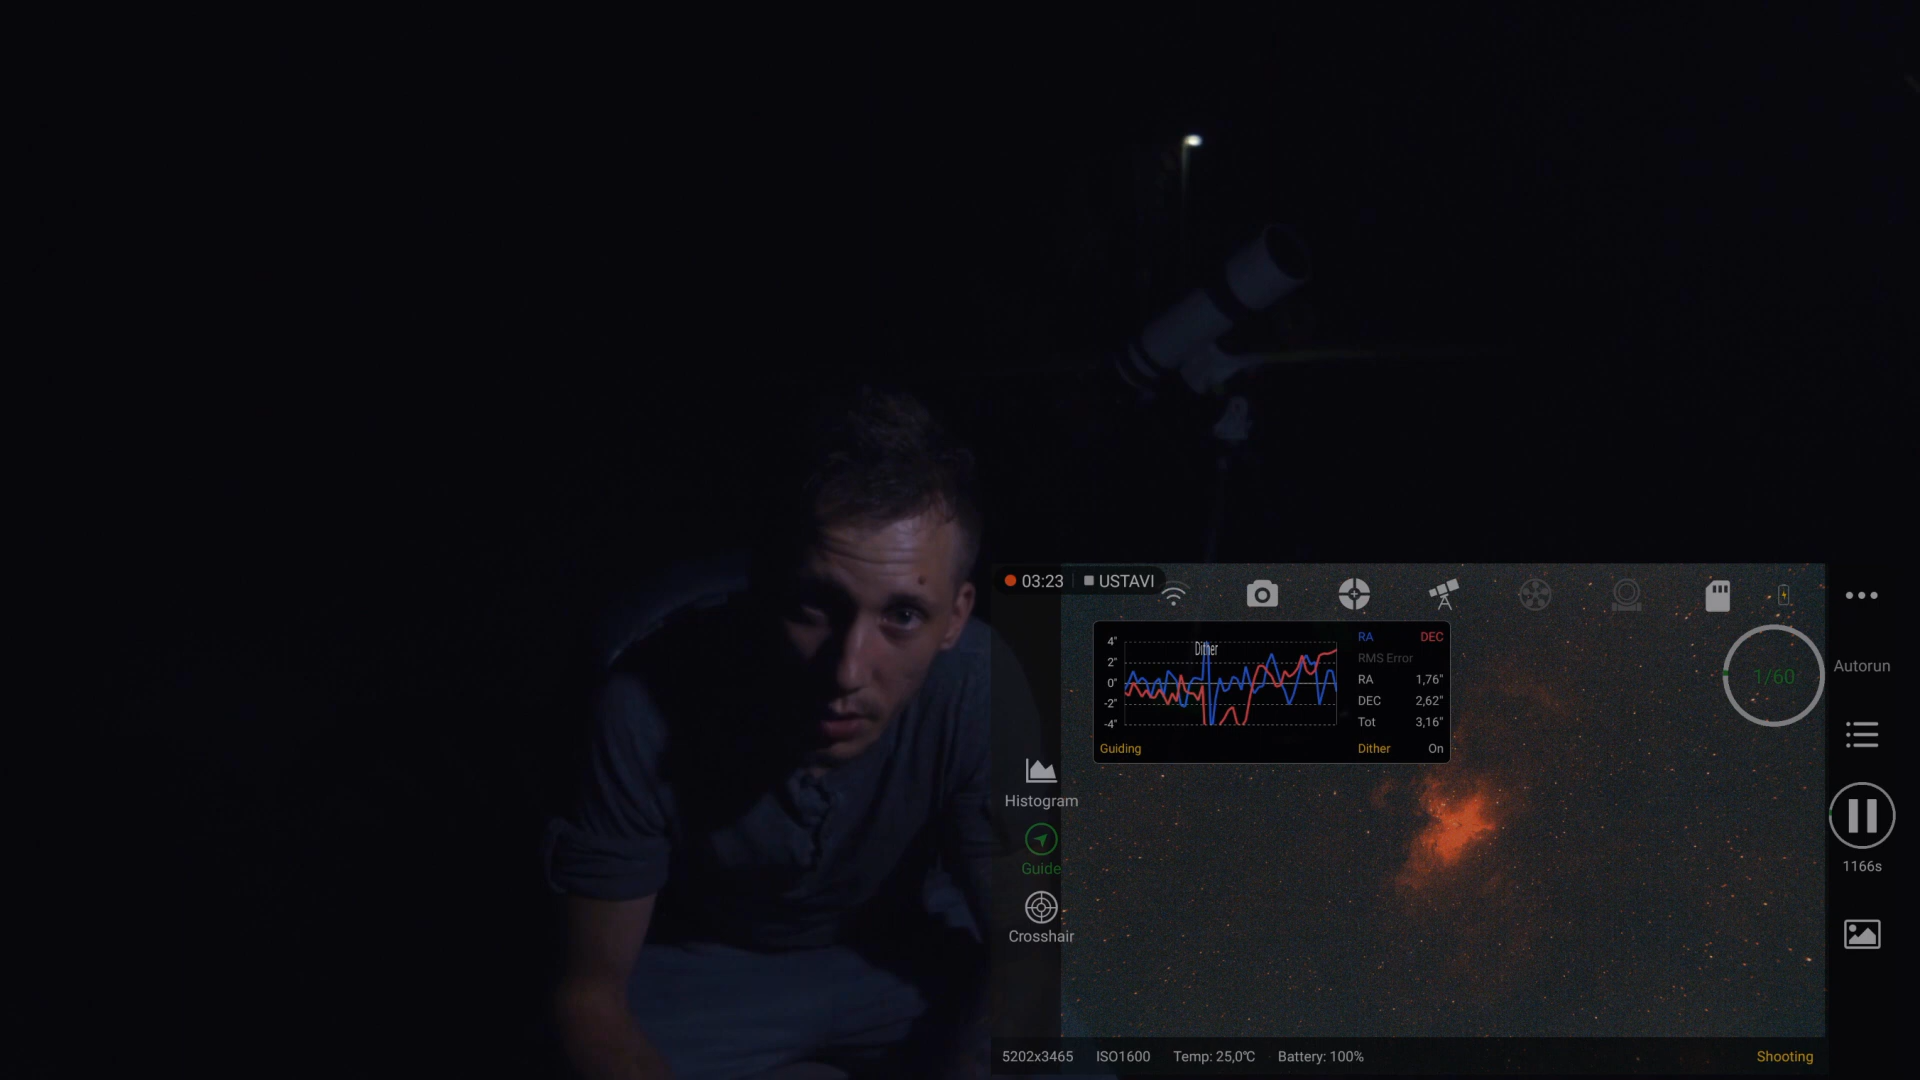 03:23 USTAVI
4"
2"
0"
-2"
-4"
Dither
RA DEC
RMS Error
RA 1,76"
DEC 2,62"
Tot 3,16"
Guiding
Dither On
1/60
Autorun
1166s
Histogram
Guide
Crosshair
5202x3465 ISO1600 Temp: 25,0°C Battery: 100%
Shooting